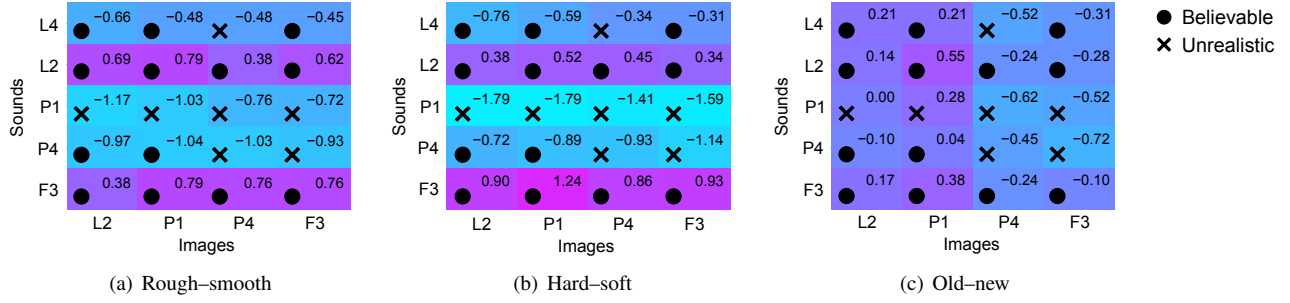 L4 −0.66 −0.48 −0.48 −0.45 L4 −0.76 −0.59 −0.34 −0.31 L4 0.21 0.21 −0.52 −0.31 Believable
L2 0.69 0.79 0.38 0.62 L2 0.38 0.52 0.45 0.34 L2 0.14 0.55 −0.24 −0.28 Unrealistic
Sounds P1 −1.17 −1.03 −0.76 −0.72 Sounds P1 −1.79 −1.79 −1.41 −1.59 Sounds P1 0.00 0.28 −0.62 −0.52
P4 −0.97 −1.04 −1.03 −0.93 P4 −0.72 −0.89 −0.93 −1.14 P4 −0.10 0.04 −0.45 −0.72
F3 0.38 0.79 0.76 0.76 F3 0.90 1.24 0.86 0.93 F3 0.17 0.38 −0.24 −0.10
L2 P1 P4 F3 L2 P1 P4 F3 L2 P1 P4 F3
Images Images Images
(a) Rough–smooth (b) Hard–soft (c) Old–new